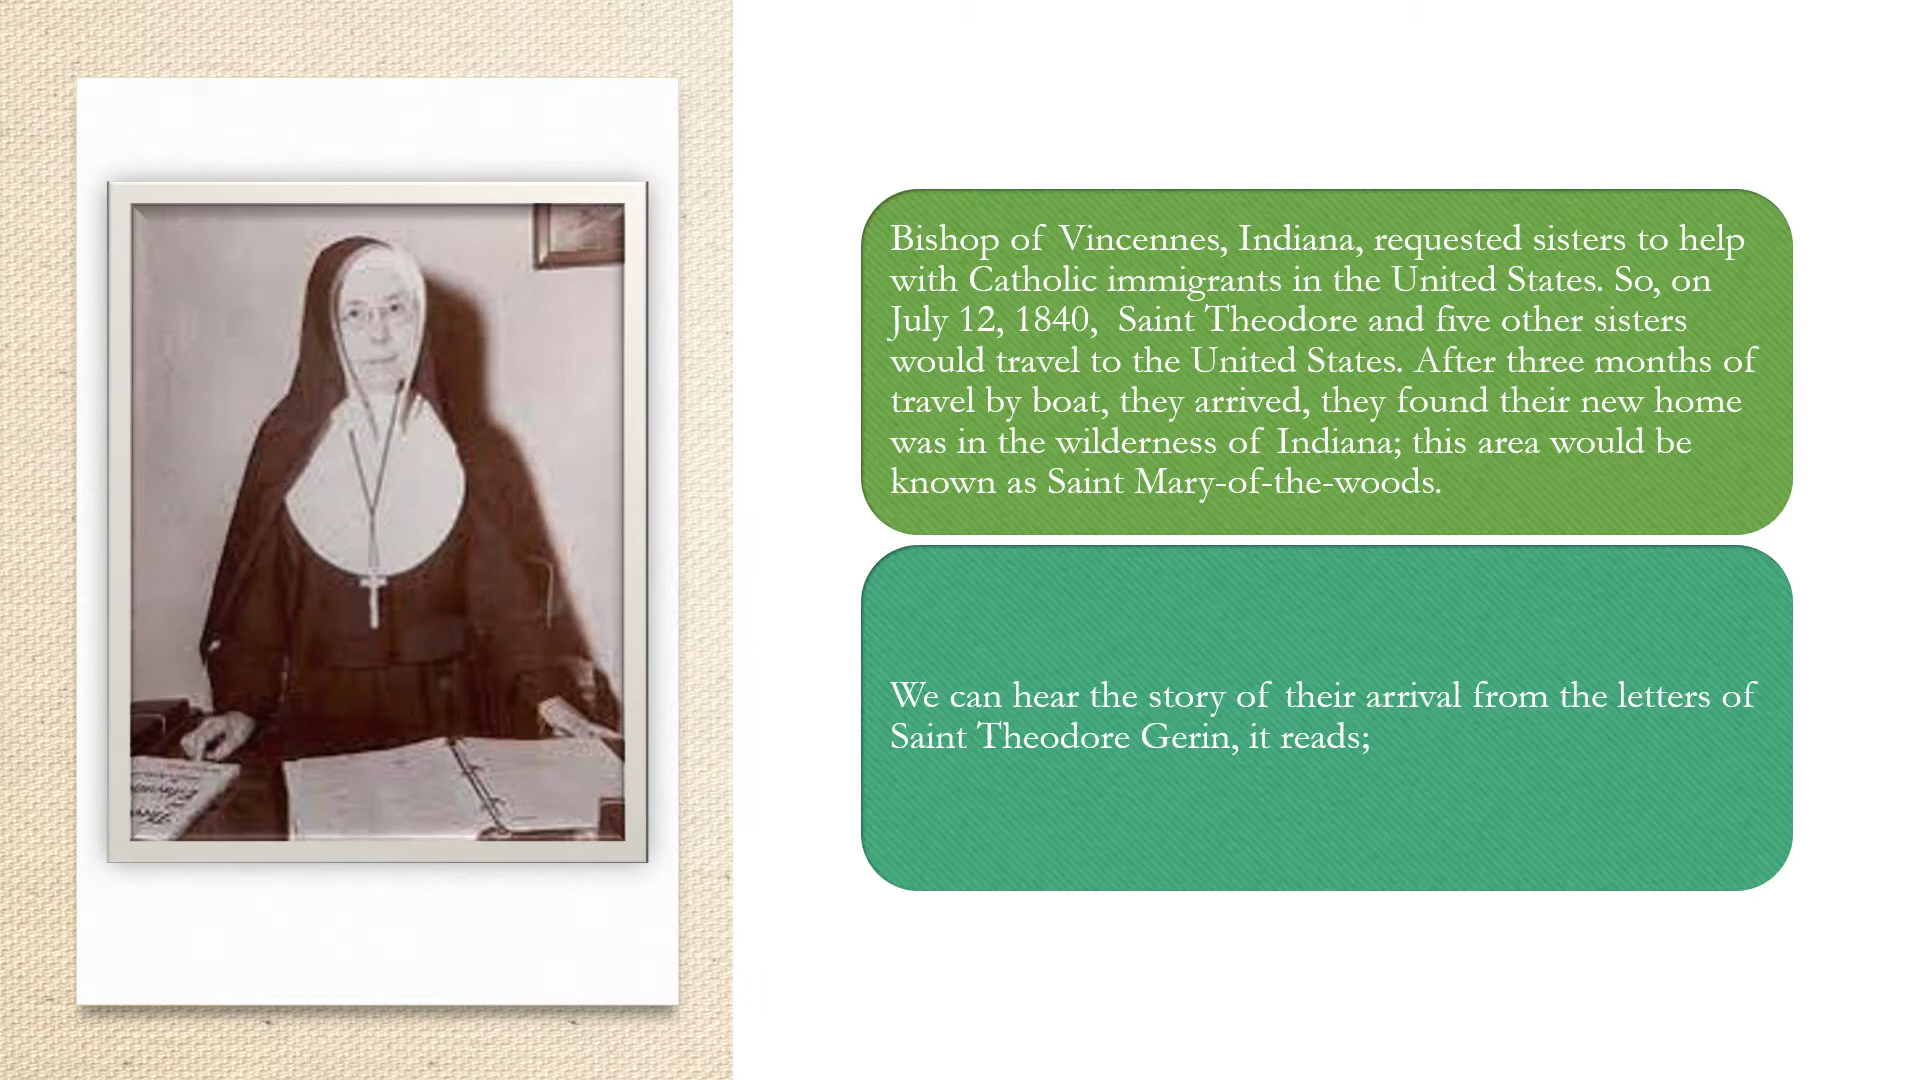 Bishop of Vincennes, Indiana, requested sisters to help
with Catholic immigrants in the United States. So, on
July 12, 1840,  Saint Theodore and five other sisters
would travel to the United States. After three months of
travel by boat, they arrived, they found their new home
was in the wilderness of Indiana; this area would be
known as Saint Mary-of-the-woods.
We can hear the story of their arrival from the letters of
Saint Theodore Gerin, it reads;